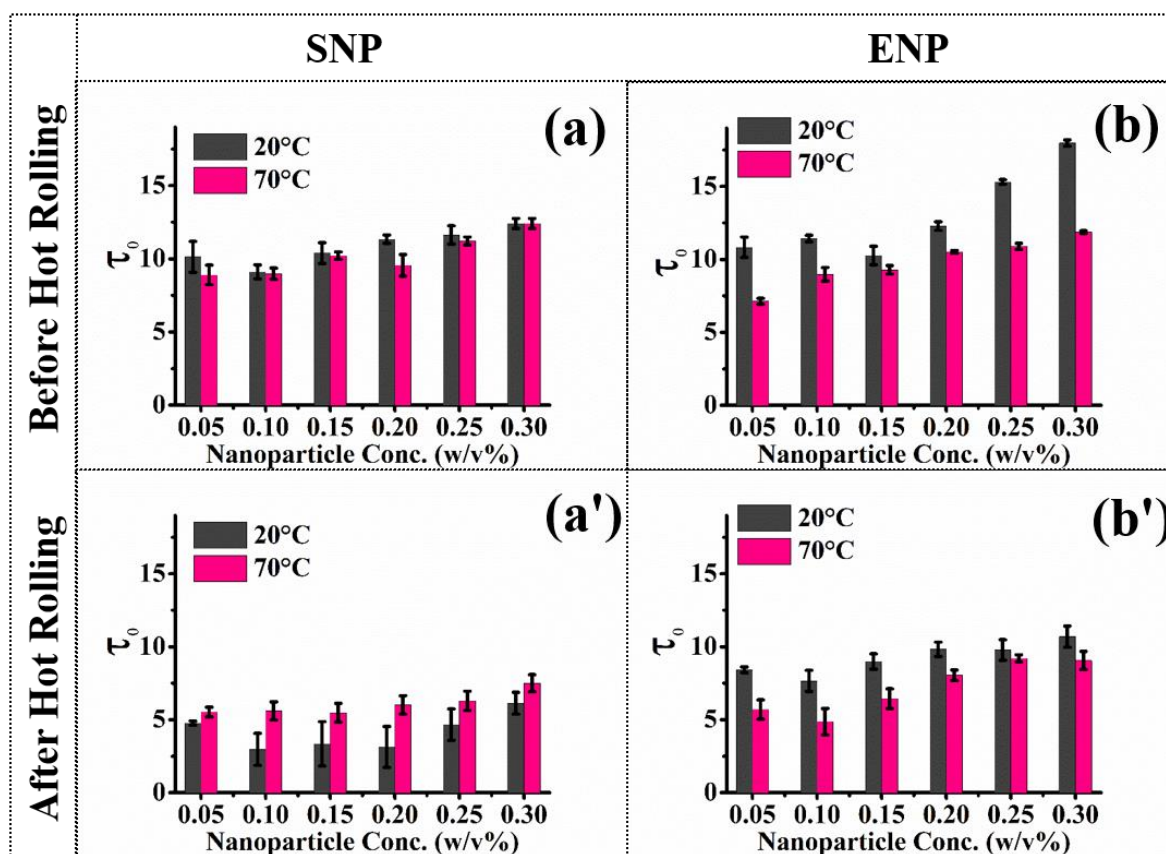 SNP
ENP
Before Hot Rolling
(a)
20°C
70°C
τ₀
15
10
5
0
0.05 0.10 0.15 0.20 0.25 0.30
Nanoparticle Conc. (w/v%)
(b)
20°C
70°C
τ₀
15
10
5
0
0.05 0.10 0.15 0.20 0.25 0.30
Nanoparticle Conc. (w/v%)
After Hot Rolling
(a')
20°C
70°C
τ₀
15
10
5
0
0.05 0.10 0.15 0.20 0.25 0.30
Nanoparticle Conc. (w/v%)
(b')
20°C
70°C
τ₀
15
10
5
0
0.05 0.10 0.15 0.20 0.25 0.30
Nanoparticle Conc. (w/v%)